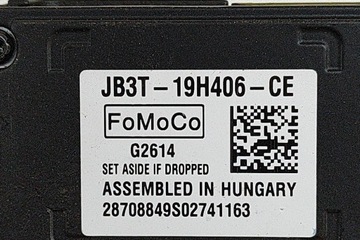 JB3T-19H406-CE
FoMoCo
G2614
SET ASIDE IF DROPPED
ASSEMBLED IN HUNGARY
28708849S02741163